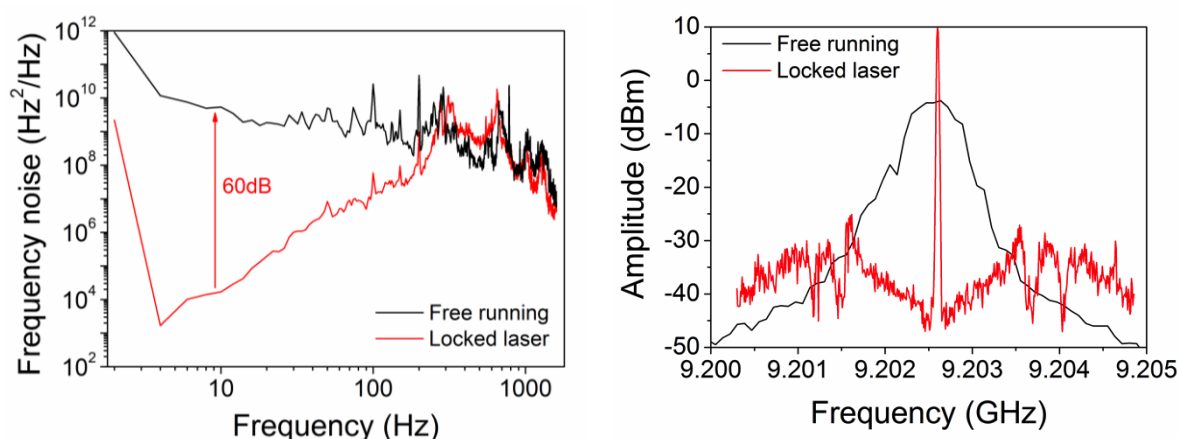 Frequency noise (Hz²/Hz)
10¹²
10¹⁰
10⁸
10⁶
10⁴
10²
60dB
Free running
Locked laser
10
100
1000
Frequency (Hz)
Amplitude (dBm)
10
0
-10
-20
-30
-40
-50
Free running
Locked laser
9.200
9.201
9.202
9.203
9.204
9.205
Frequency (GHz)